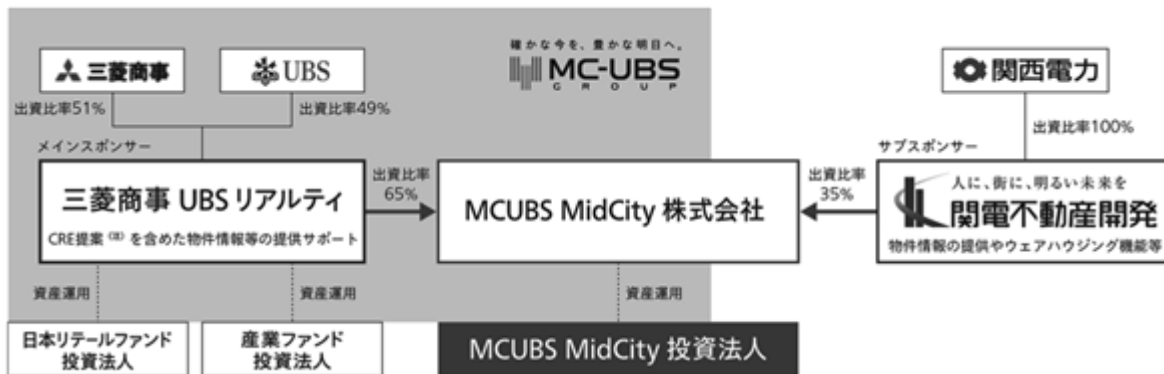 確かな今を、豊かな明日へ。
三菱商事
UBS
MC-UBS
GROUP
関西電力
出資比率51%
出資比率49%
出資比率100%
メインスポンサー
サブスポンサー
三菱商事 UBS リアルティ
CRE提案(注)を含めた物件情報等の提供サポート
出資比率
65%
MCUBS MidCity 株式会社
出資比率
35%
人に、街に、明るい未来を
関電不動産開発
物件情報の提供やウェアハウジング機能等
資産運用
資産運用
資産運用
日本リテールファンド
投資法人
産業ファンド
投資法人
MCUBS MidCity 投資法人